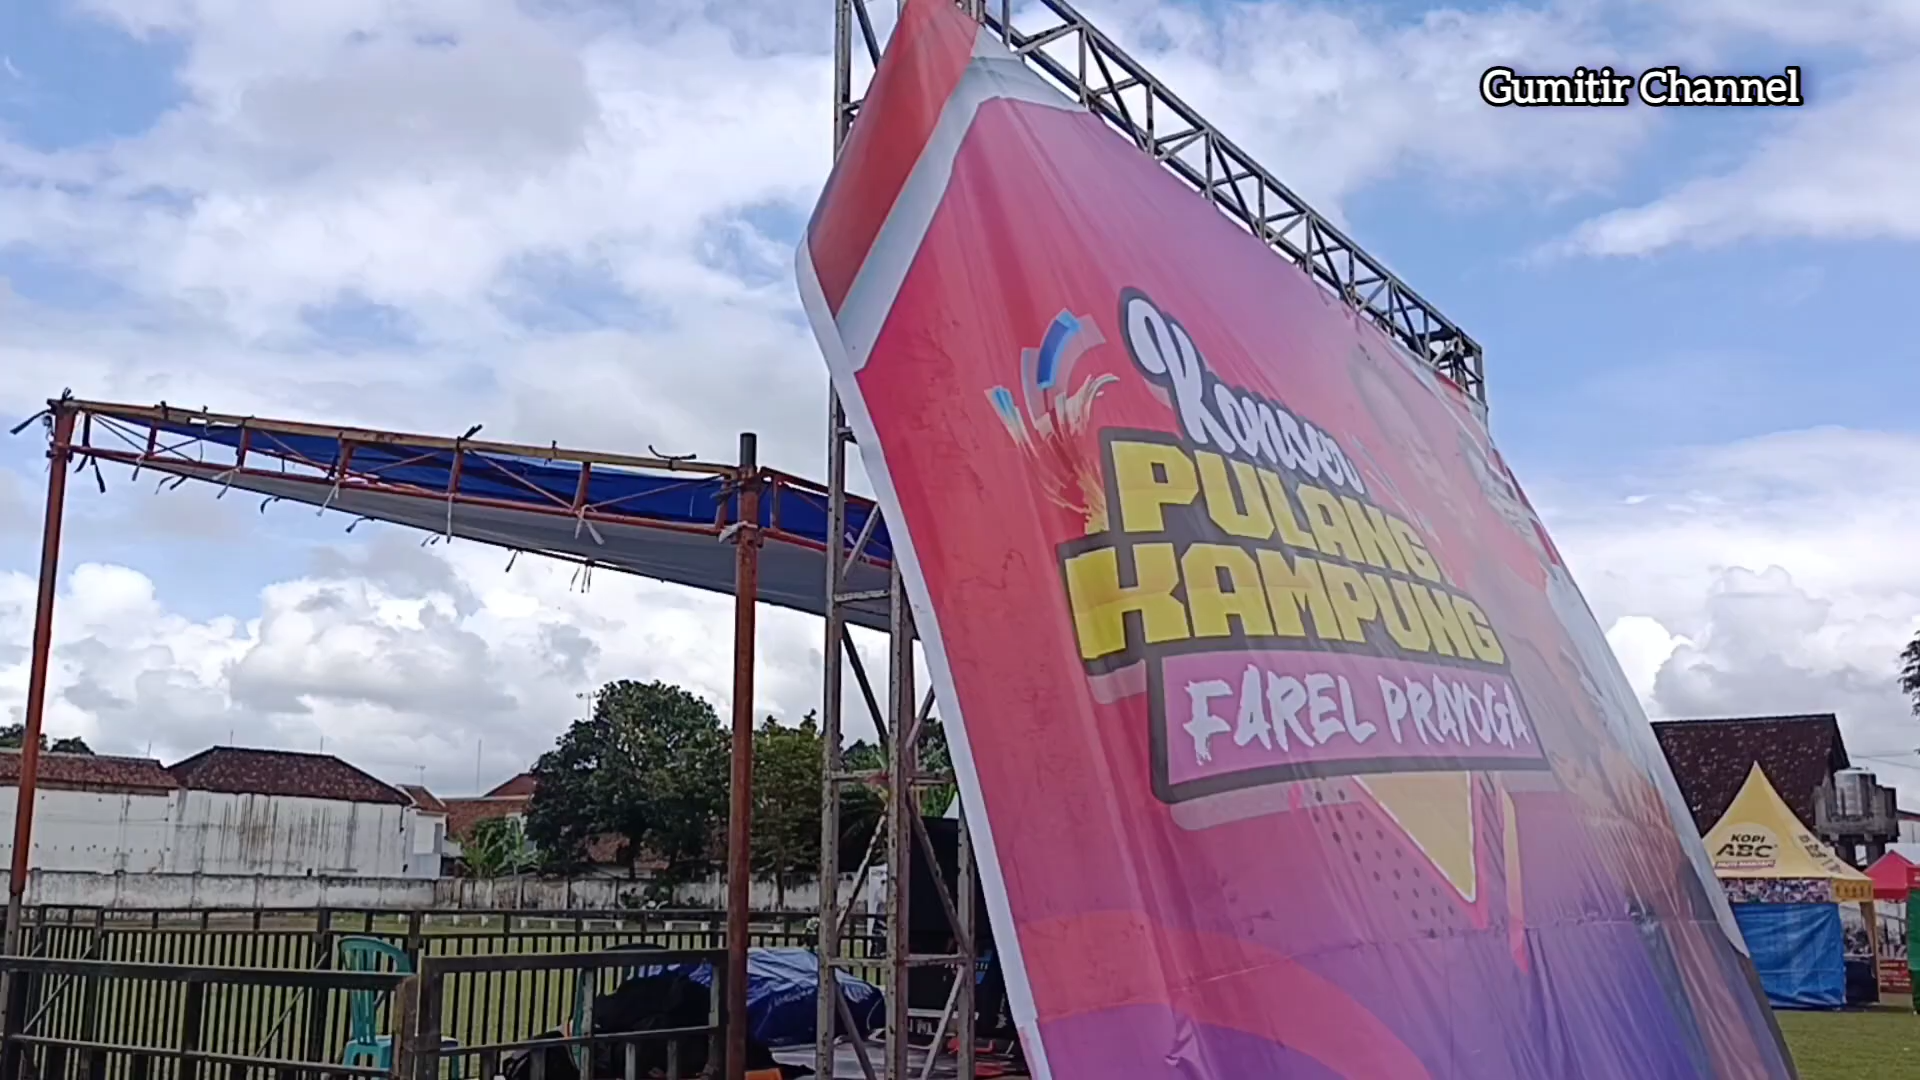 Gumitir Channel
Konser
PULANG
KAMPUNG
FAREL PRAYOGA
KOPI
ABC